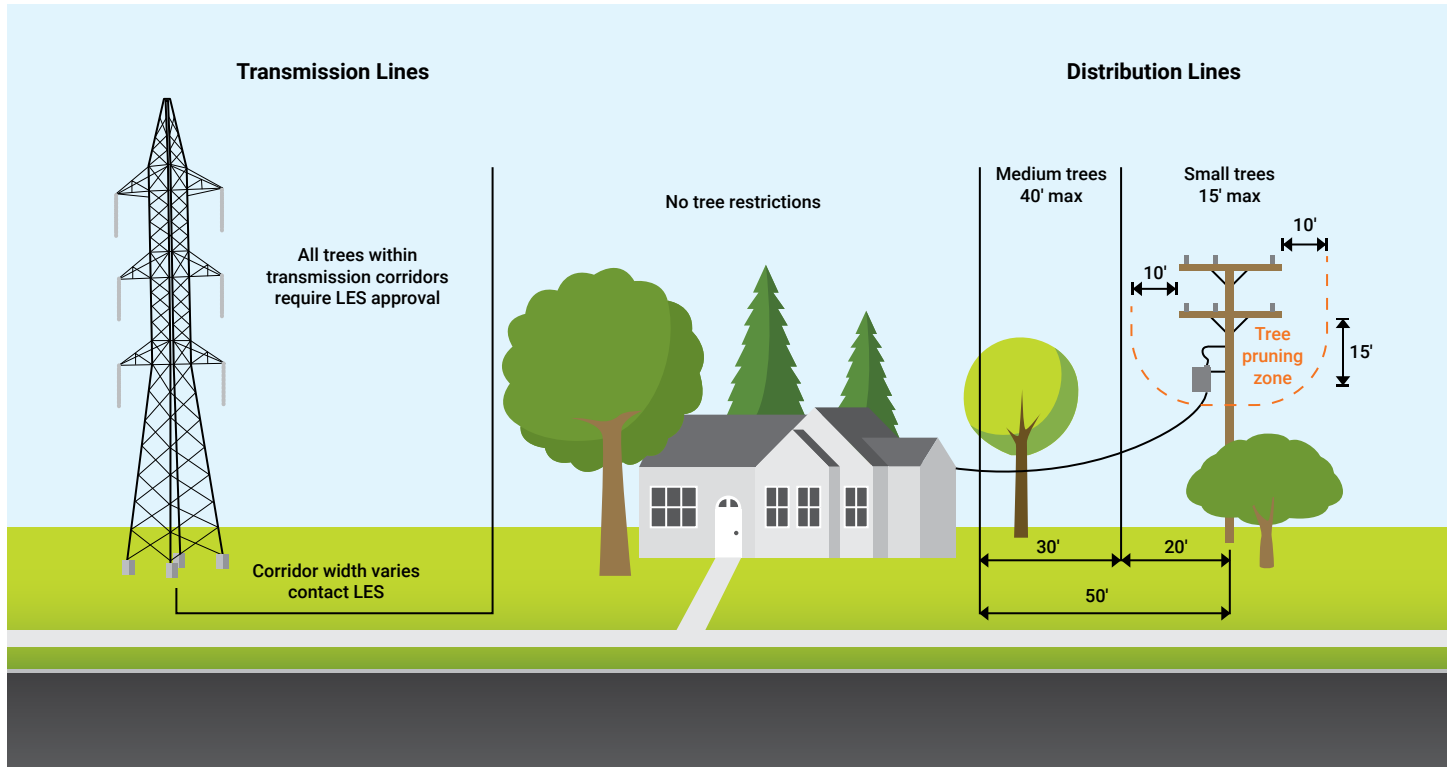 Transmission Lines
Distribution Lines
All trees within
transmission corridors
require LES approval
Corridor width varies
contact LES
No tree restrictions
Medium trees
40' max
Small trees
15' max
10'
10'
Tree
pruning
zone
15'
30'
20'
50'